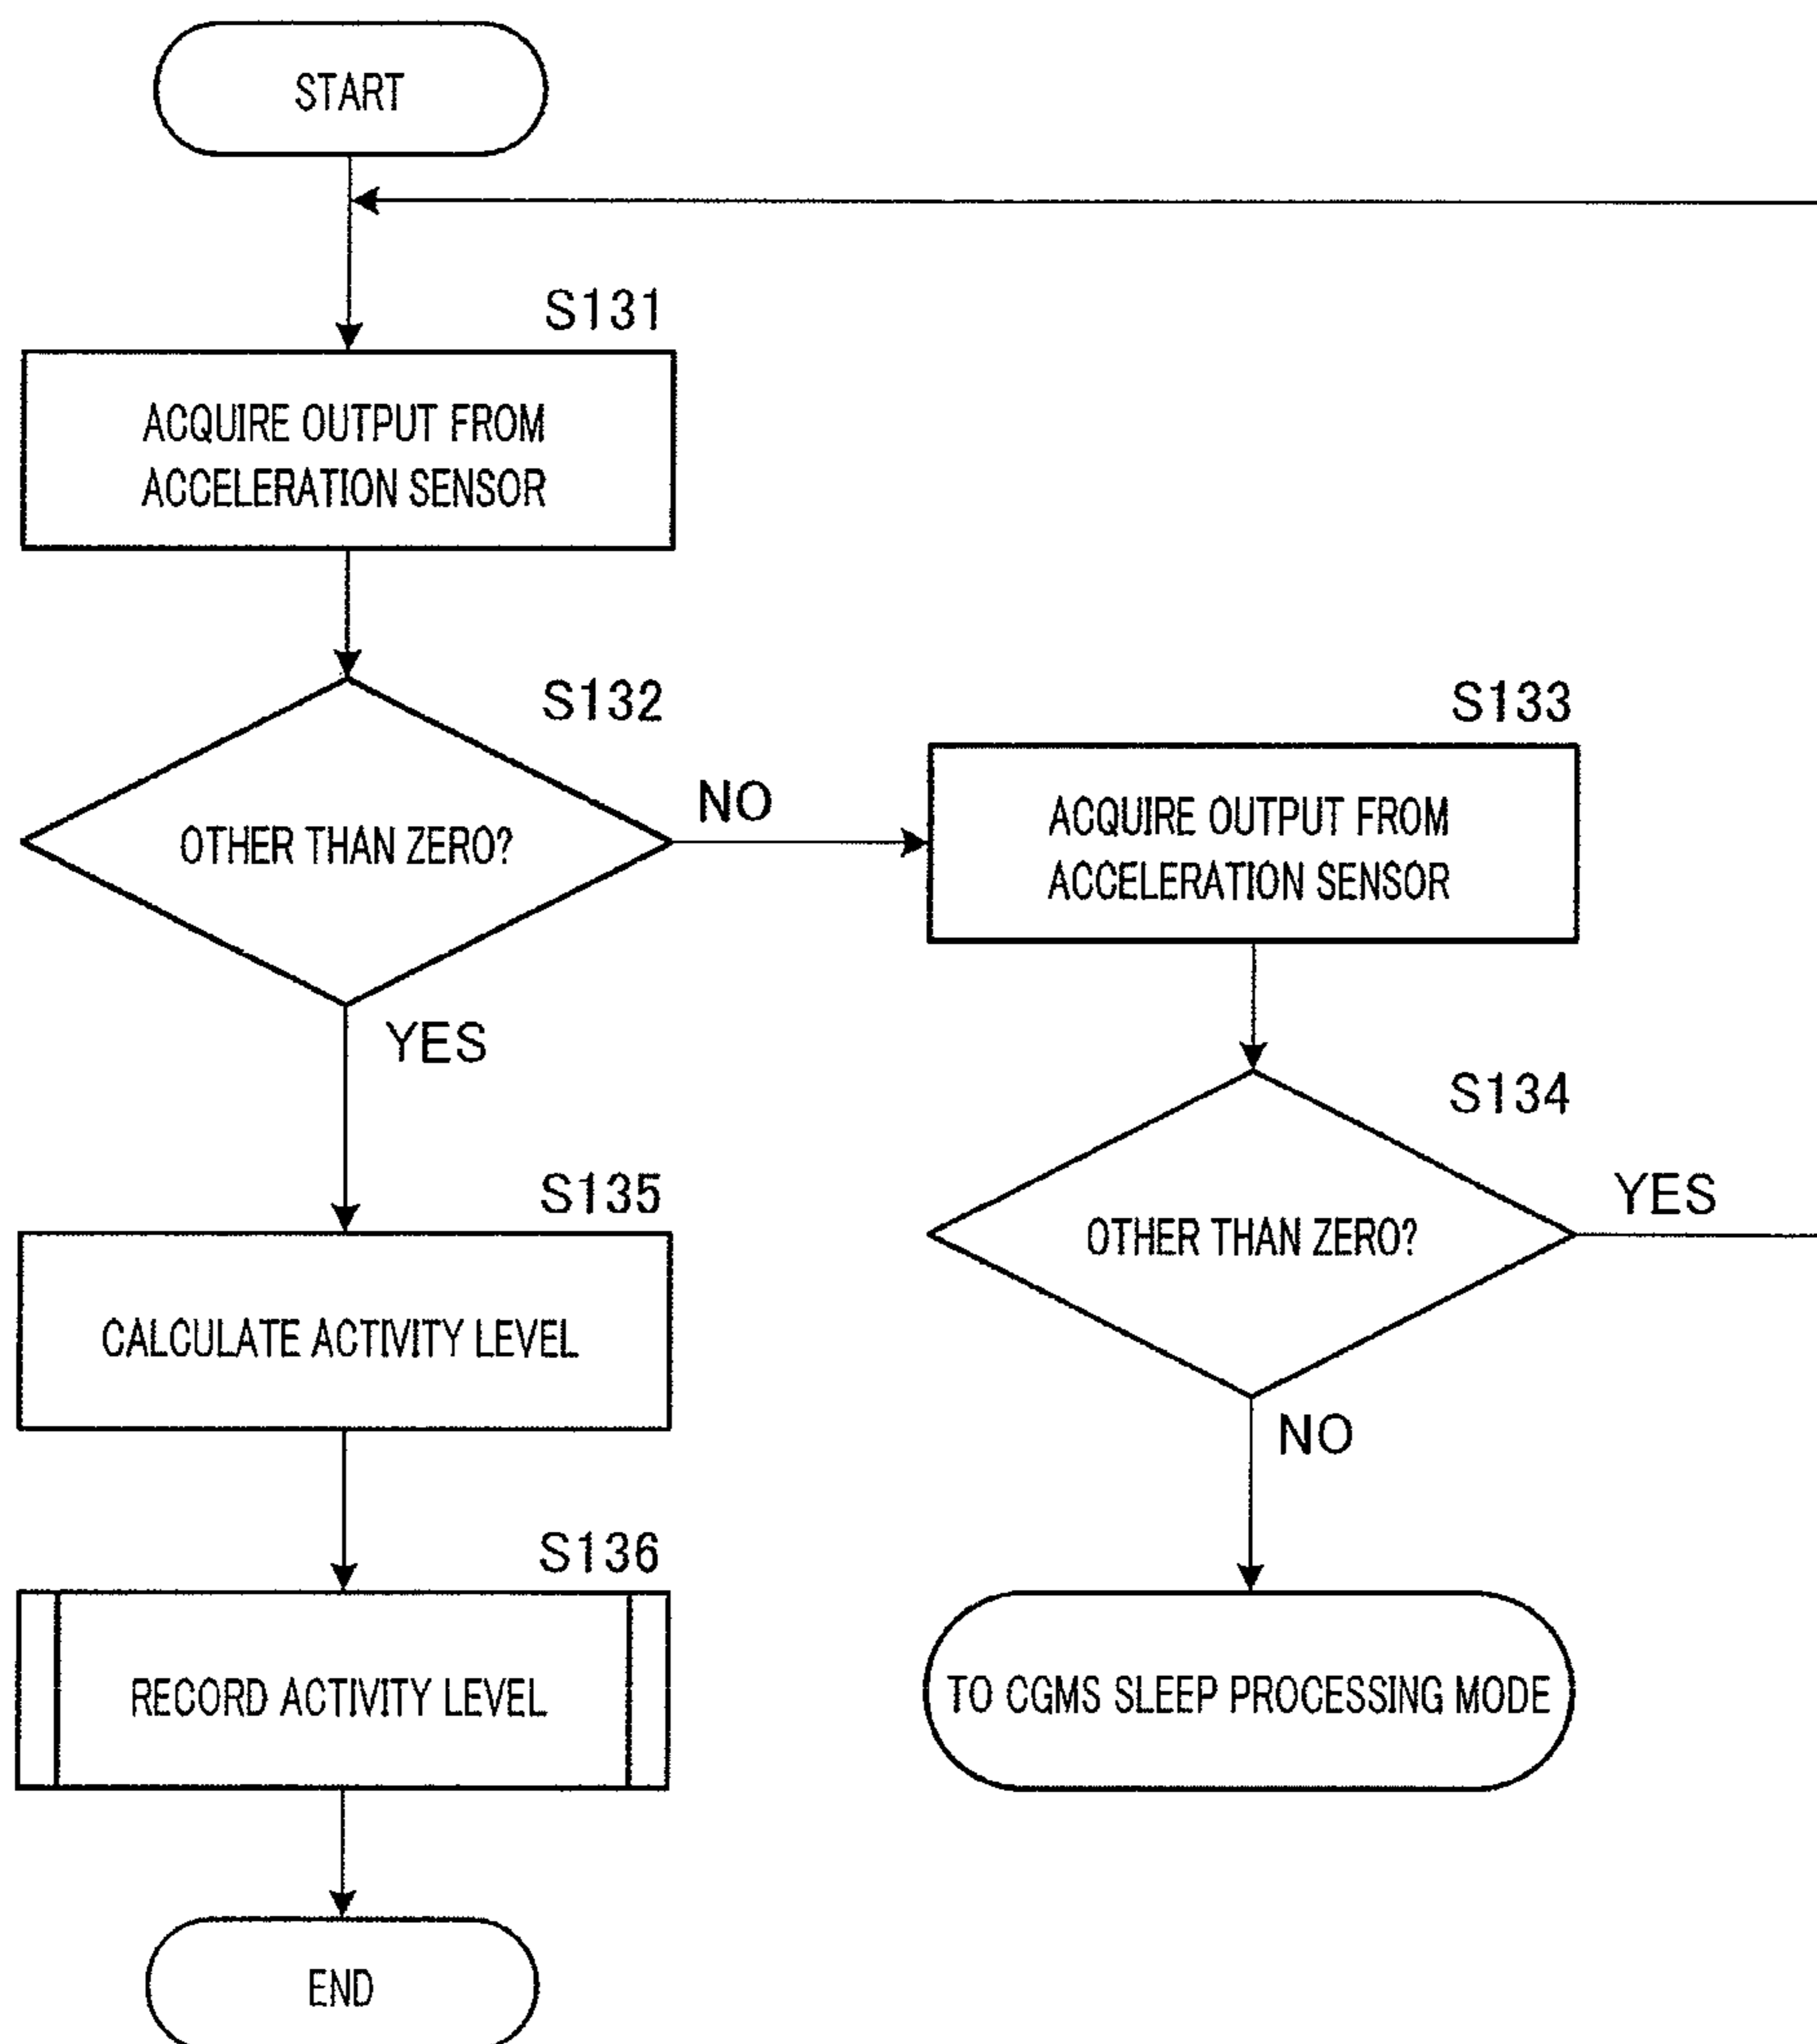 START
S131
ACQUIRE OUTPUT FROM
ACCELERATION SENSOR
S132
OTHER THAN ZERO?
NO
YES
S133
ACQUIRE OUTPUT FROM
ACCELERATION SENSOR
S134
OTHER THAN ZERO?
YES
NO
TO CGMS SLEEP PROCESSING MODE
S135
CALCULATE ACTIVITY LEVEL
S136
RECORD ACTIVITY LEVEL
END